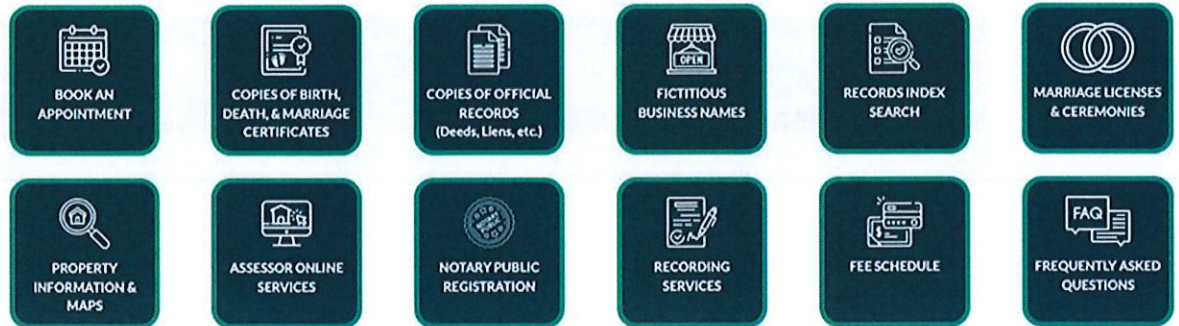 BOOK AN
APPOINTMENT
COPIES OF BIRTH,
DEATH, & MARRIAGE
CERTIFICATES
COPIES OF OFFICIAL
RECORDS
(Deeds, Liens, etc.)
OPEN
FICTITIOUS
BUSINESS NAMES
RECORDS INDEX
SEARCH
MARRIAGE LICENSES
& CEREMONIES
PROPERTY
INFORMATION &
MAPS
ASSESSOR ONLINE
SERVICES
NOTARY
NOTARY PUBLIC
REGISTRATION
RECORDING
SERVICES
$
FEE SCHEDULE
FAQ
FREQUENTLY ASKED
QUESTIONS